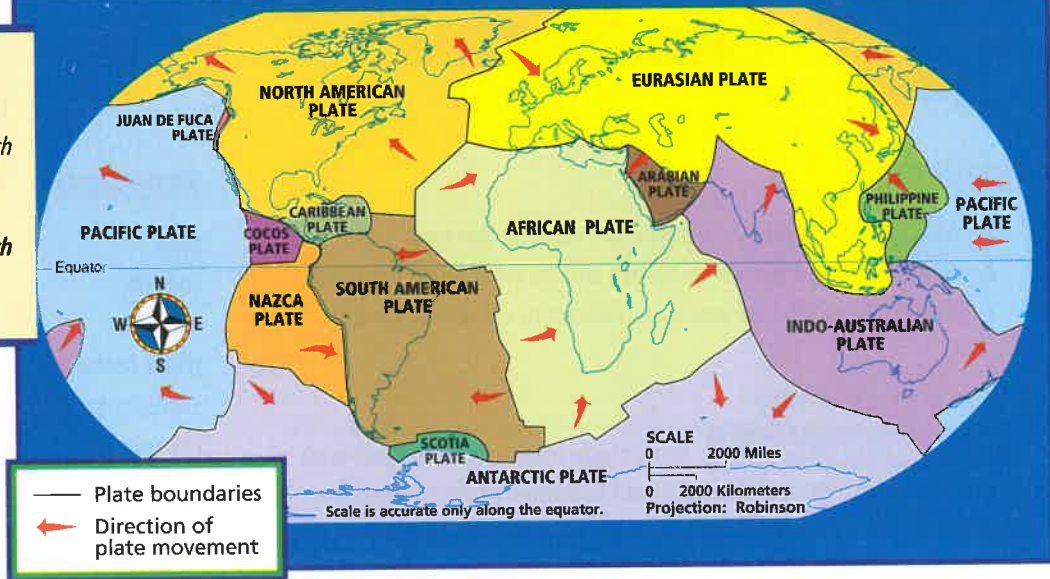 th
th
NORTH AMERICAN
PLATE
EURASIAN PLATE
JUAN DE FUCA
PLATE
ARABIAN
PLATE
CARIBBEAN
PLATE
COCOS
PLATE
AFRICAN PLATE
PHILIPPINE
PLATE
PACIFIC
PLATE
PACIFIC PLATE
Equator
N
W
E
S
NAZCA
PLATE
SOUTH AMERICAN
PLATE
INDO-AUSTRALIAN
PLATE
SCOTIA
PLATE
ANTARCTIC PLATE
SCALE
0 2000 Miles
0 2000 Kilometers
Scale is accurate only along the equator.
Projection: Robinson
Plate boundaries
Direction of
plate movement